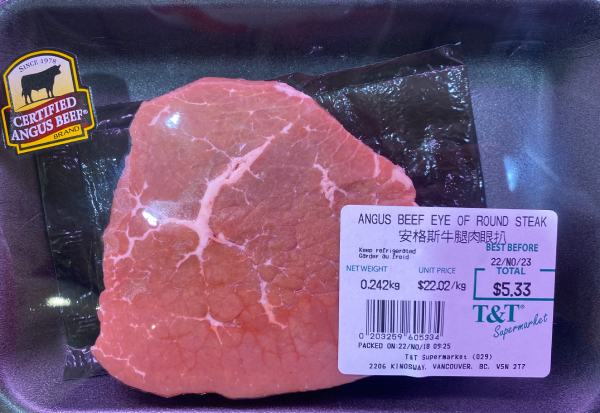 SINCE 1978
CERTIFIED
ANGUS BEEF®
BRAND
ANGUS BEEF EYE OF ROUND STEAK
安格斯牛腿肉眼扒
Keep refrigerated
Garder au froid
BEST BEFORE
22/NO/23
NET WEIGHT UNIT PRICE TOTAL
0.242kg $22.02/kg $5.33
0 203259 605334
T&T®
Supermarket
PACKED ON:22/NO/18 09:25
T&T Supermarket (029)
2206 KINGSWAY, VANCOUVER, BC, V5N 2T7